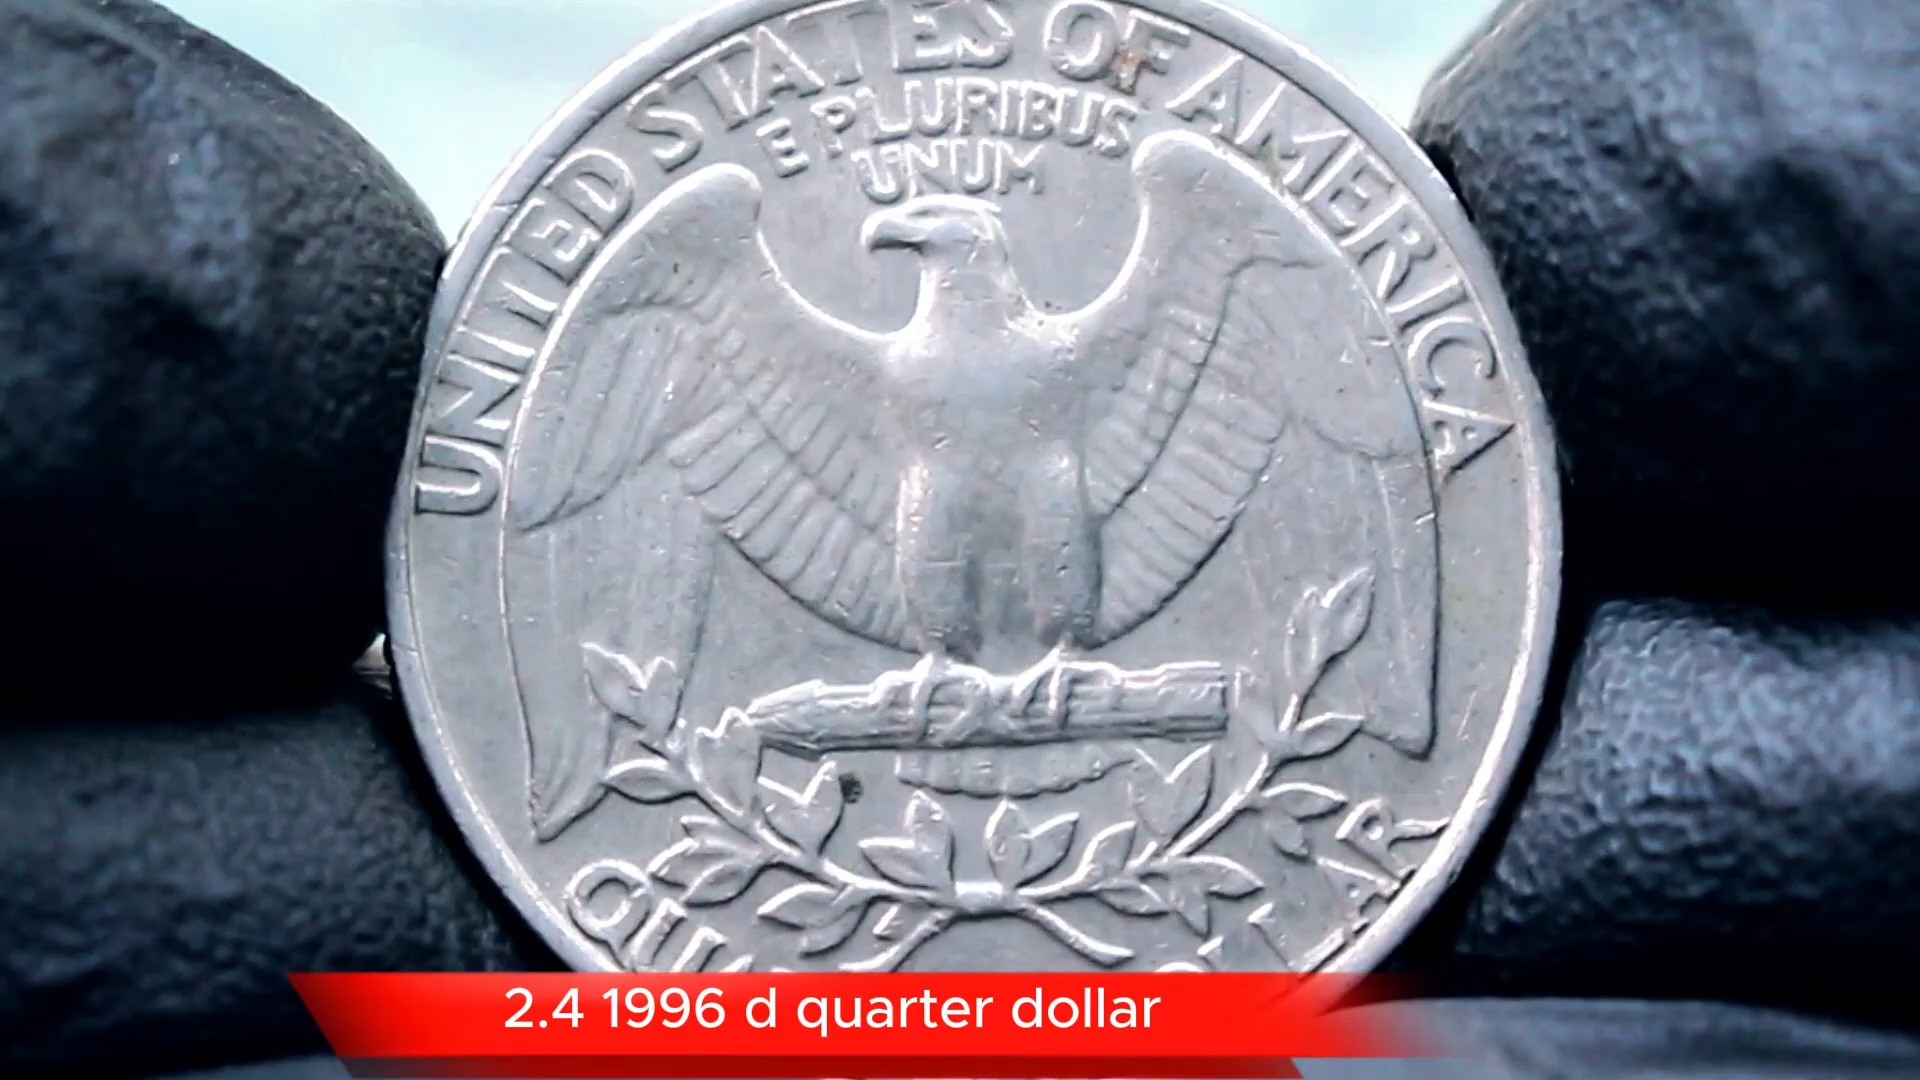 UNITED STATES OF AMERICA
E PLURIBUS
UNUM
2.4 1996 d quarter dollar